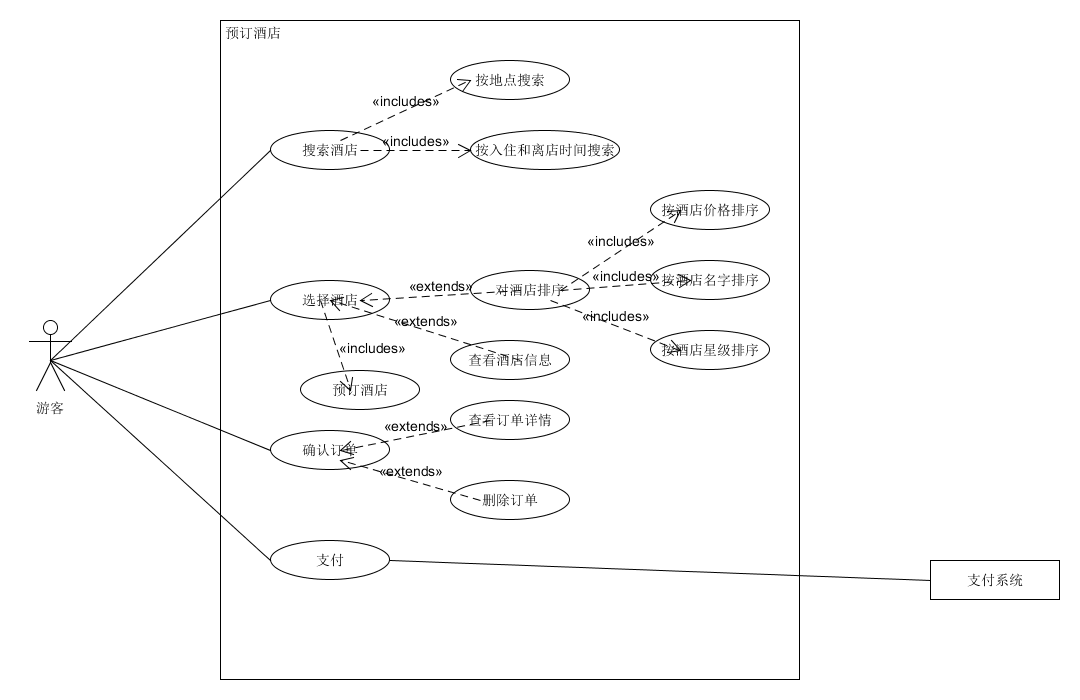 预订酒店
按地点搜索
«includes»
搜索酒店
«includes»
按入住和离店时间搜索
按酒店价格排序
«includes»
选择酒店
«extends»
对酒店排序
«includes»
按酒店名字排序
«extends»
«includes»
«includes»
查看酒店信息
按酒店星级排序
预订酒店
游客
«extends»
查看订单详情
确认订单
«extends»
删除订单
支付
支付系统